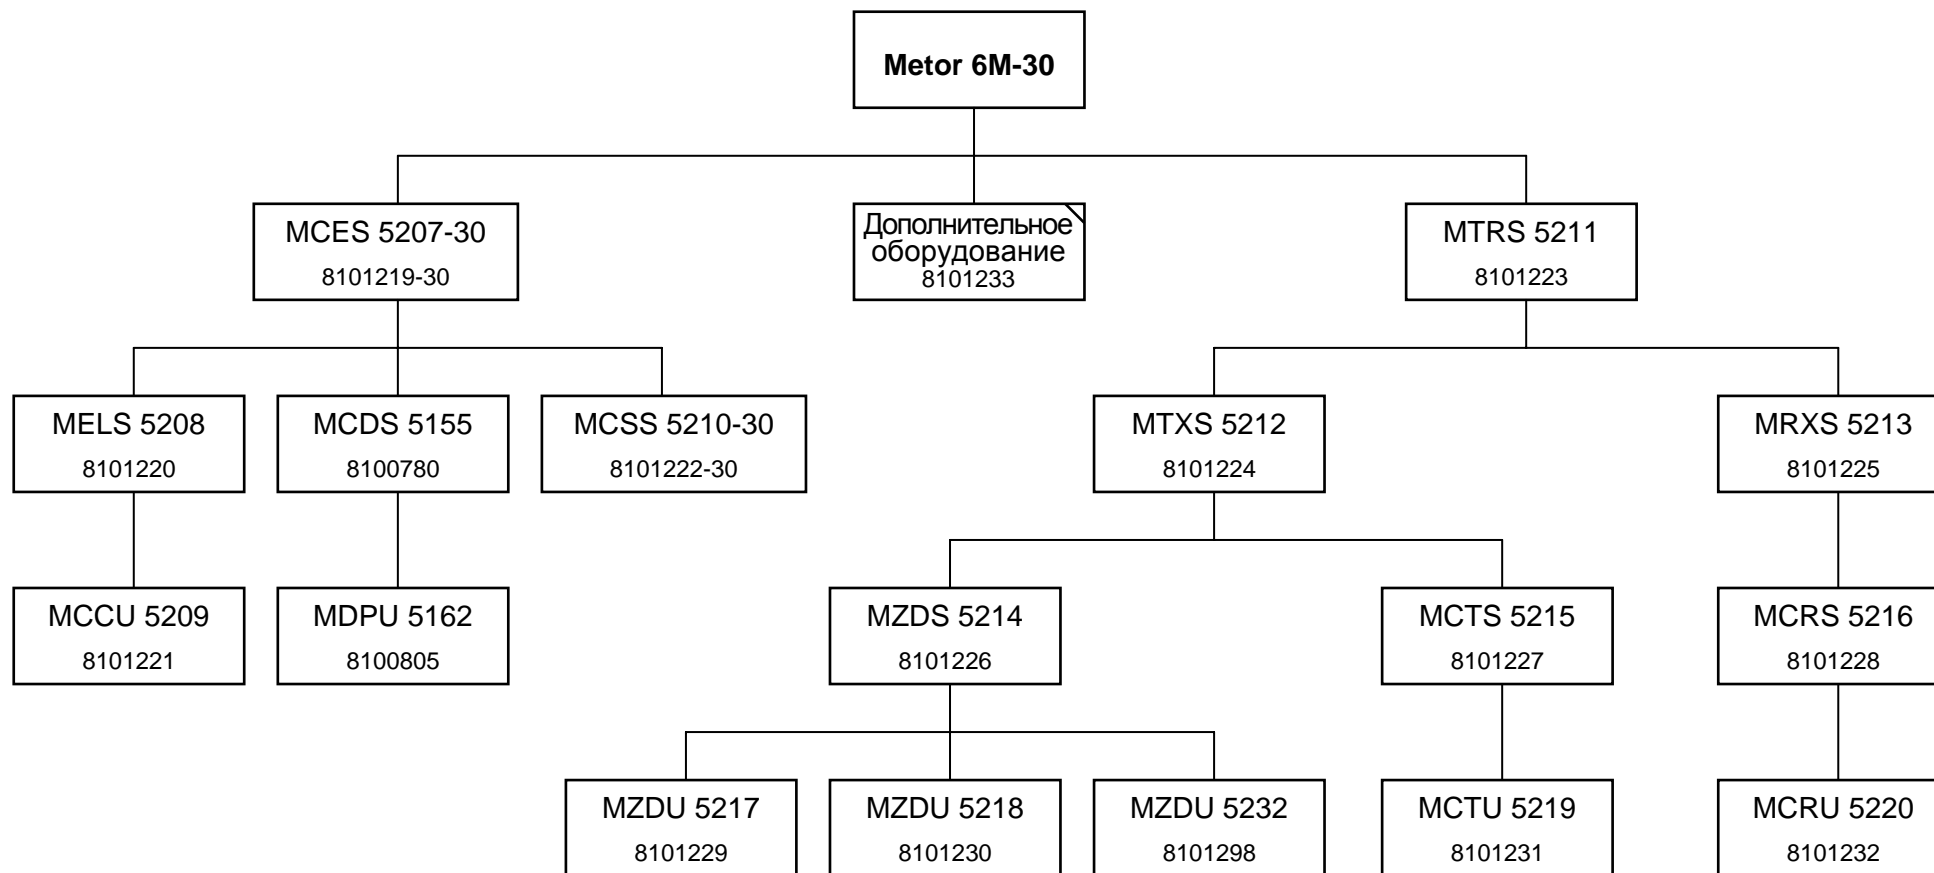 Metor 6M-30
MCES 5207-30
8101219-30
Дополнительное
оборудование
8101233
MTRS 5211
8101223
MELS 5208
8101220
MCDS 5155
8100780
MCSS 5210-30
8101222-30
MTXS 5212
8101224
MRXS 5213
8101225
MCCU 5209
8101221
MDPU 5162
8100805
MZDS 5214
8101226
MCTS 5215
8101227
MCRS 5216
8101228
MZDU 5217
8101229
MZDU 5218
8101230
MZDU 5232
8101298
MCTU 5219
8101231
MCRU 5220
8101232